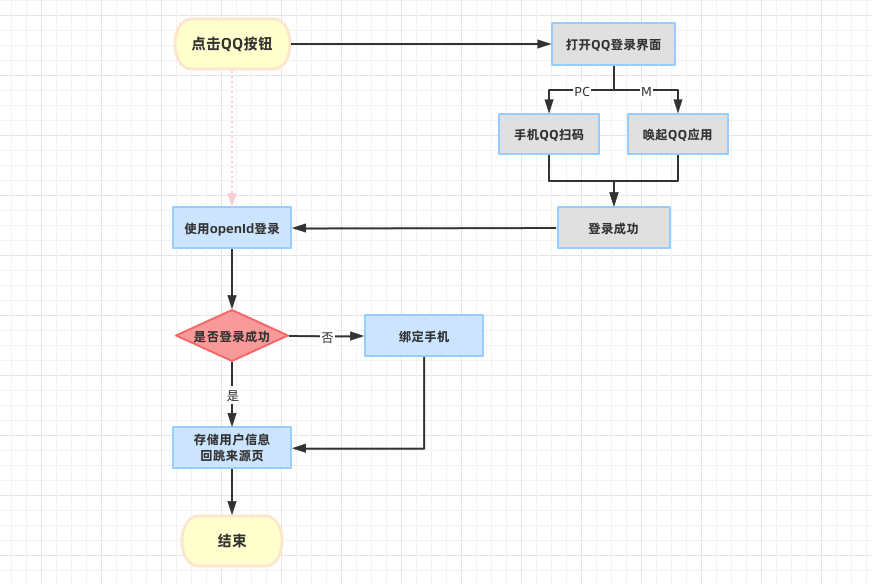 点击QQ按钮
打开QQ登录界面
PC
M
手机QQ扫码
唤起QQ应用
使用openId登录
登录成功
是否登录成功
否
绑定手机
是
存储用户信息
回跳来源页
结束